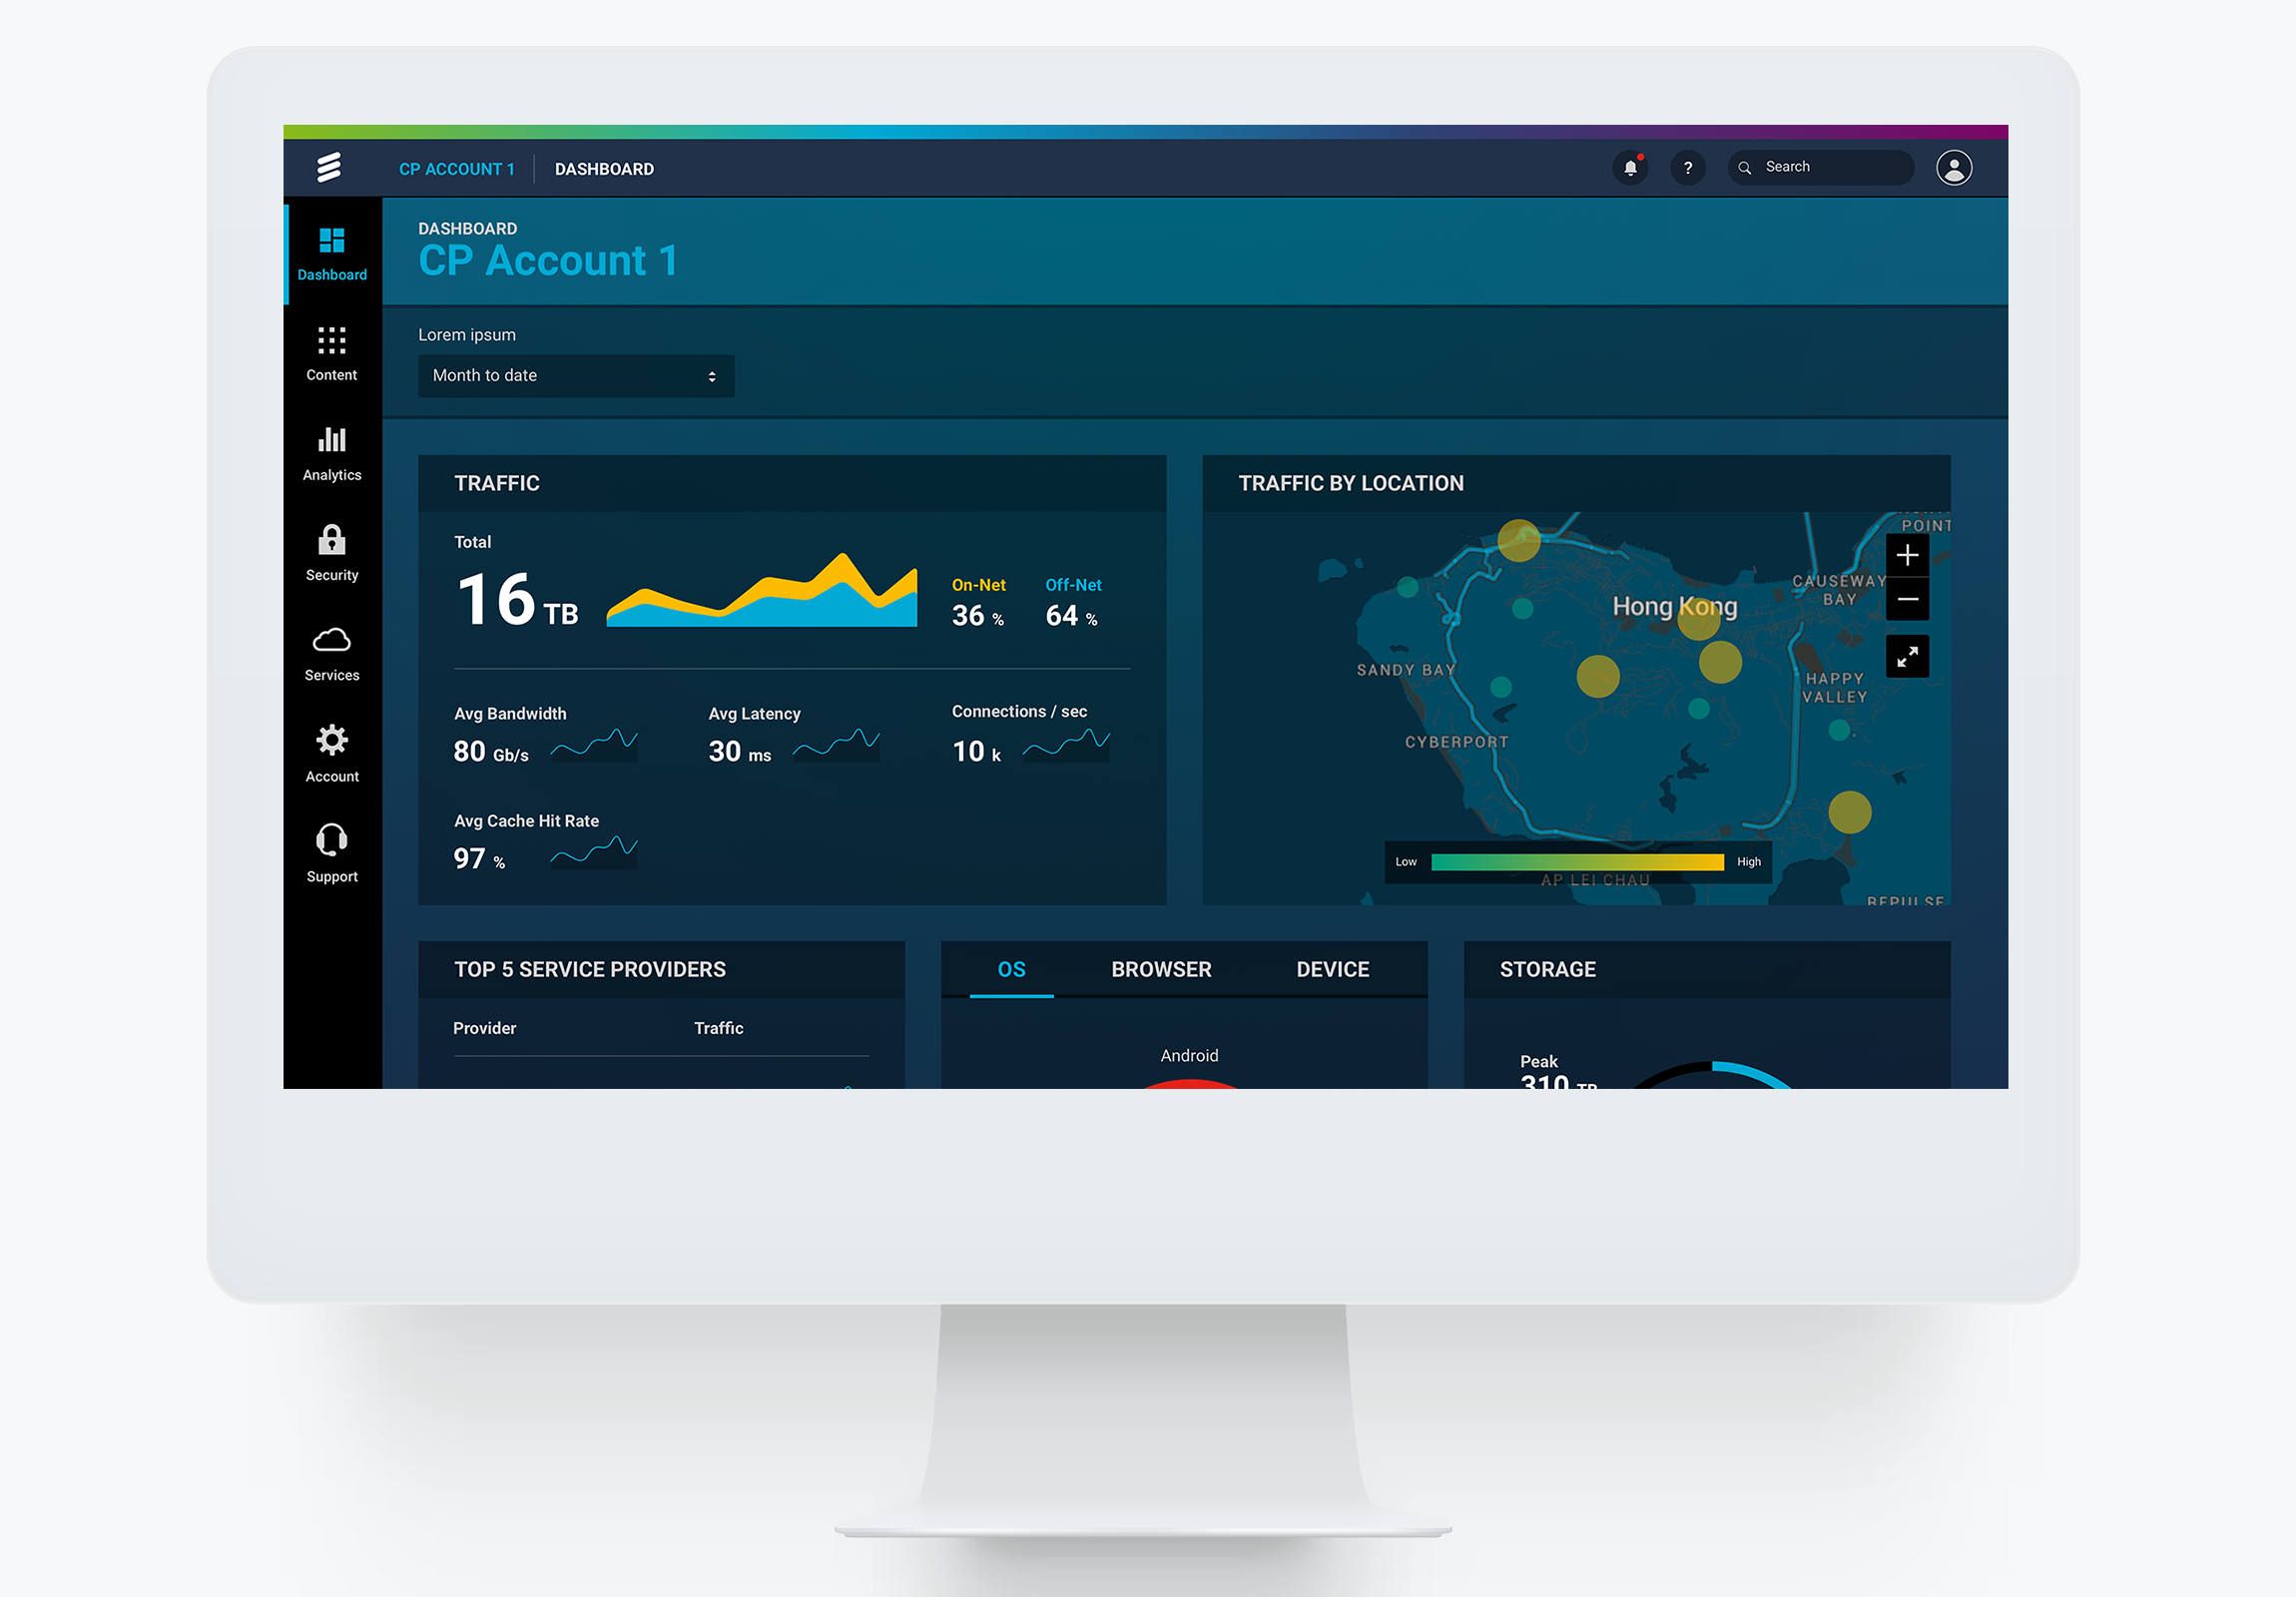 CP ACCOUNT 1
DASHBOARD
?
Search
DASHBOARD
CP Account 1
Dashboard
Content
Analytics
Security
Services
Account
Support
Lorem ipsum
Month to date
TRAFFIC
Total
16 TB
On-Net
36 %
Off-Net
64 %
Avg Bandwidth
80 Gb/s
Avg Latency
30 ms
Connections / sec
10 k
Avg Cache Hit Rate
97 %
TRAFFIC BY LOCATION
POINT
CAUSEWAY
BAY
Hong Kong
SANDY BAY
HAPPY
VALLEY
CYBERPORT
Low
High
AP LEI CHAU
REPULSE
TOP 5 SERVICE PROVIDERS
Provider
Traffic
OS
BROWSER
DEVICE
Android
STORAGE
Peak
310 TB